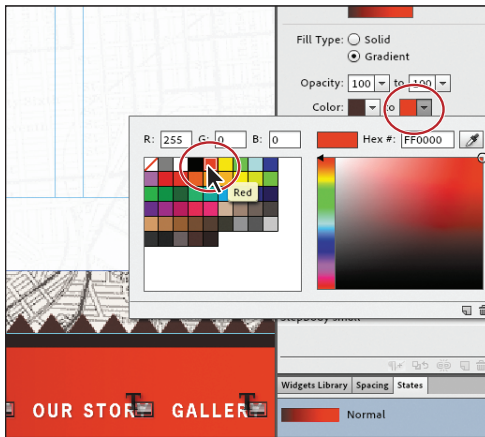 Fill Type: Solid
Gradient
Opacity: 100 to 100
Color: to
R: 255 G: 0 B: 0 Hex #: FF0000
Red
Widgets Library Spacing States
OUR STOR GALLER
Normal